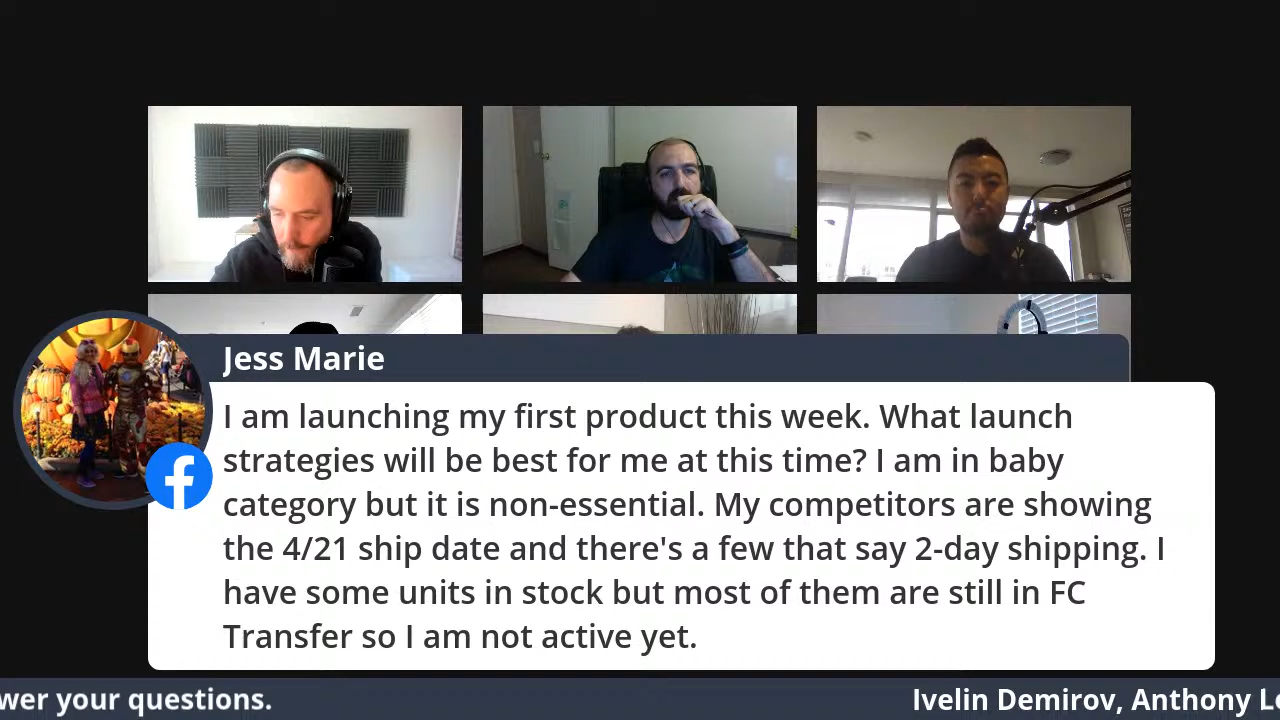 Jess Marie
I am launching my first product this week. What launch
strategies will be best for me at this time? I am in baby
category but it is non-essential. My competitors are showing
the 4/21 ship date and there's a few that say 2-day shipping. I
have some units in stock but most of them are still in FC
Transfer so I am not active yet.
wer your questions.
Ivelin Demirov, Anthony